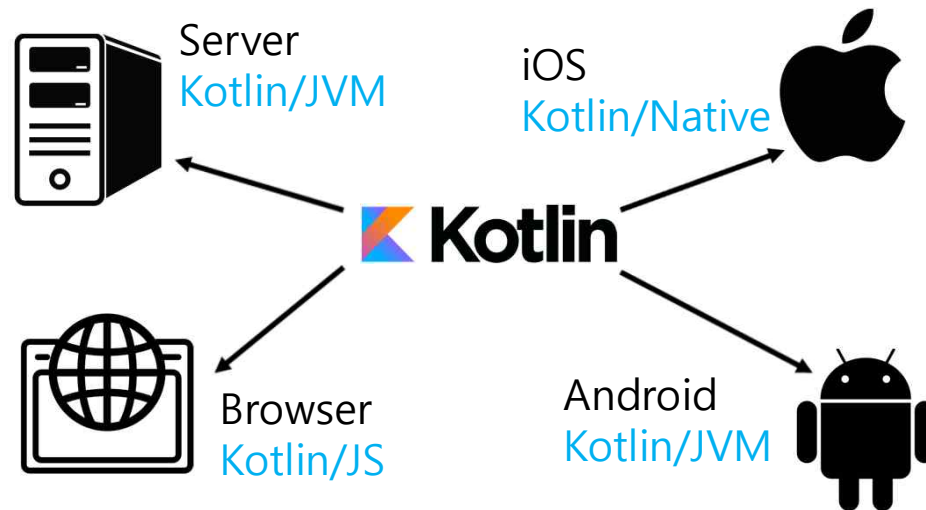 Server
Kotlin/JVM
iOS
Kotlin/Native
Kotlin
Browser
Kotlin/JS
Android
Kotlin/JVM